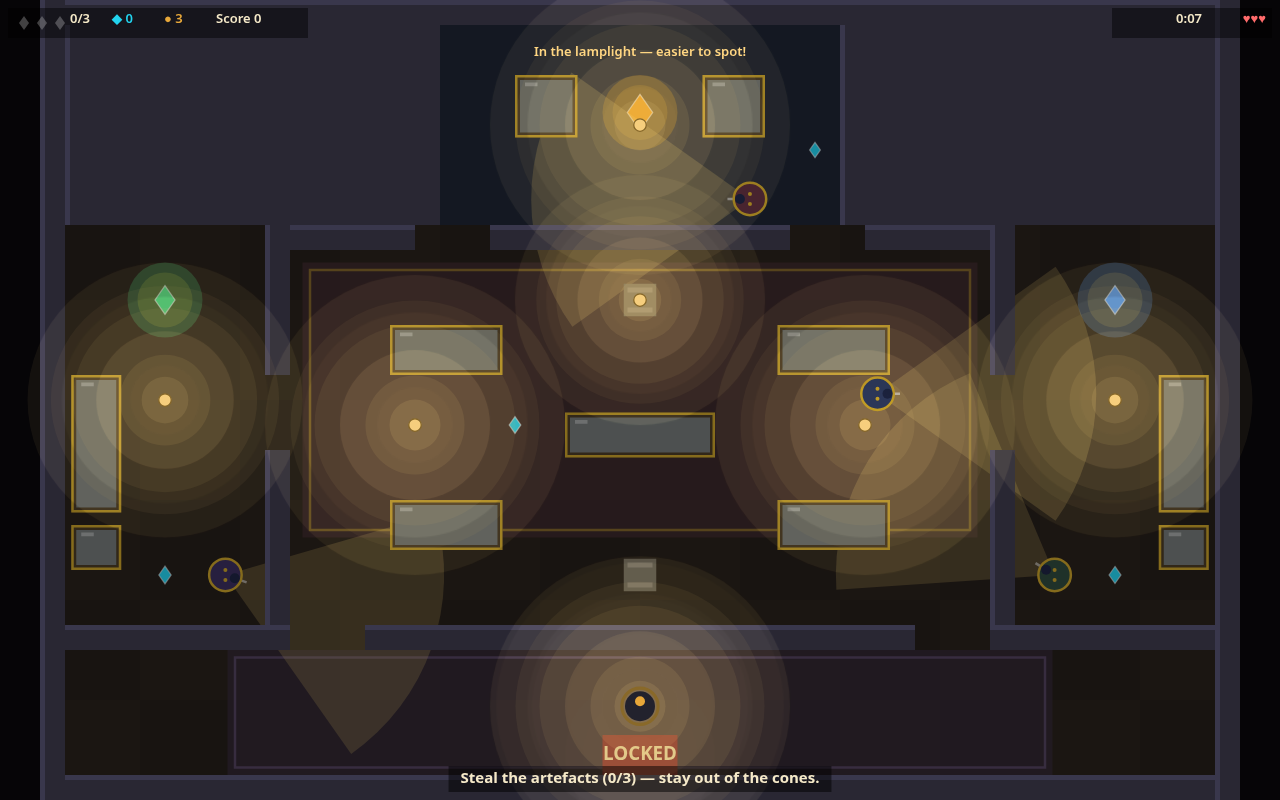 0/3 0 3 Score 0 0:07
In the lamplight — easier to spot!
LOCKED
Steal the artefacts (0/3) — stay out of the cones.